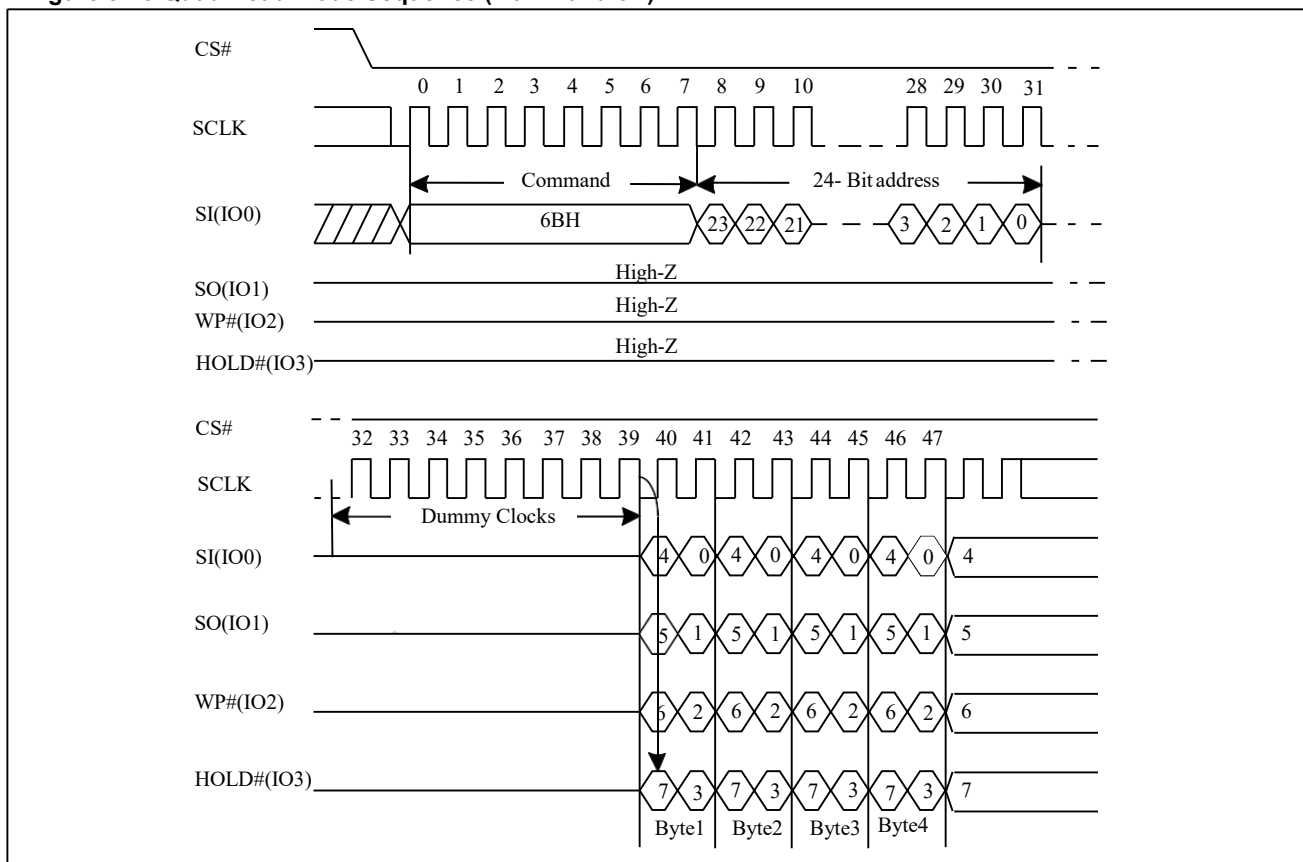 CS#
0 1 2 3 4 5 6 7 8 9 10 28 29 30 31
SCLK
Command 24- Bit address
SI(IO0) 6BH 23 22 21 3 2 1 0
High-Z
SO(IO1)
High-Z
WP#(IO2)
High-Z
HOLD#(IO3)
CS#
32 33 34 35 36 37 38 39 40 41 42 43 44 45 46 47
SCLK
Dummy Clocks
SI(IO0) 4 0 4 0 4 0 4 0 4
SO(IO1) 5 1 5 1 5 1 5 1 5
WP#(IO2) 6 2 6 2 6 2 6 2 6
HOLD#(IO3) 7 3 7 3 7 3 7 3 7
Byte1 Byte2 Byte3 Byte4